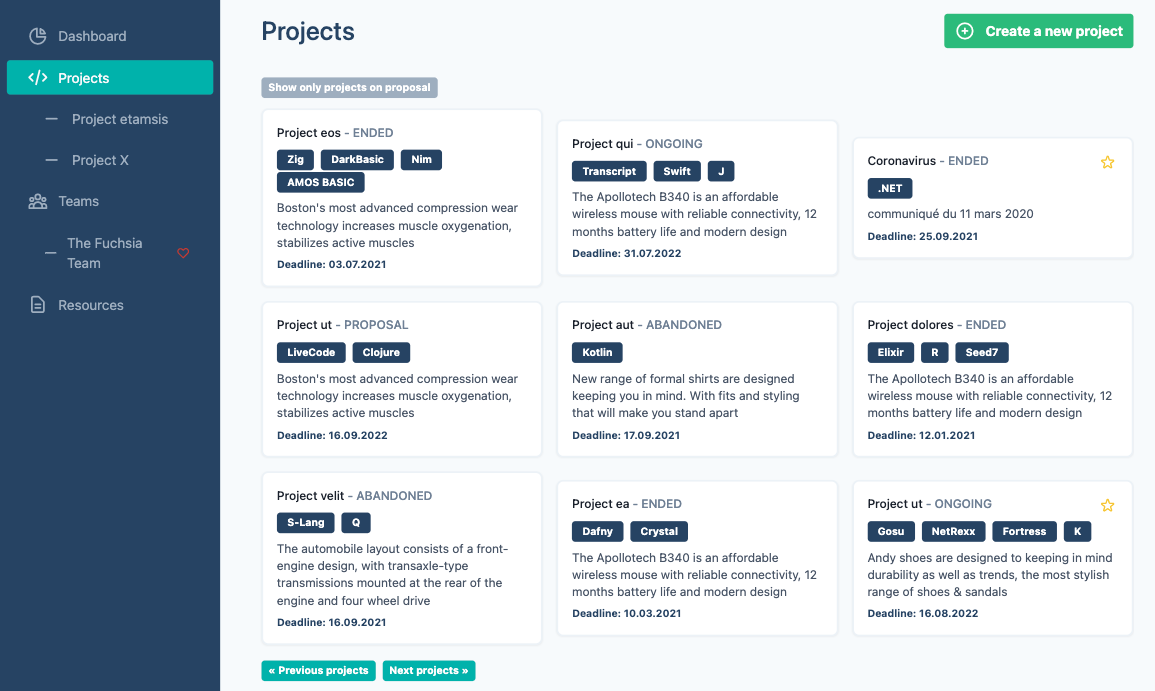 Dashboard
Projects
Project etamsis
Project X
Teams
The Fuchsia
Team
Resources
Projects
Create a new project
Show only projects on proposal
Project eos - ENDED
Zig DarkBasic Nim
AMOS BASIC
Boston's most advanced compression wear
technology increases muscle oxygenation,
stabilizes active muscles
Deadline: 03.07.2021
Project qui - ONGOING
Transcript Swift J
The Apollotech B340 is an affordable
wireless mouse with reliable connectivity, 12
months battery life and modern design
Deadline: 31.07.2022
Coronavirus - ENDED
.NET
communiqué du 11 mars 2020
Deadline: 25.09.2021
Project ut - PROPOSAL
LiveCode Clojure
Boston's most advanced compression wear
technology increases muscle oxygenation,
stabilizes active muscles
Deadline: 16.09.2022
Project aut - ABANDONED
Kotlin
New range of formal shirts are designed
keeping you in mind. With fits and styling
that will make you stand apart
Deadline: 17.09.2021
Project dolores - ENDED
Elixir R Seed7
The Apollotech B340 is an affordable
wireless mouse with reliable connectivity, 12
months battery life and modern design
Deadline: 12.01.2021
Project velit - ABANDONED
S-Lang Q
The automobile layout consists of a front-
engine design, with transaxle-type
transmissions mounted at the rear of the
engine and four wheel drive
Deadline: 16.09.2021
Project ea - ENDED
Dafny Crystal
The Apollotech B340 is an affordable
wireless mouse with reliable connectivity, 12
months battery life and modern design
Deadline: 10.03.2021
Project ut - ONGOING
Gosu NetRexx Fortress K
Andy shoes are designed to keeping in mind
durability as well as trends, the most stylish
range of shoes & sandals
Deadline: 16.08.2022
« Previous projects Next projects »